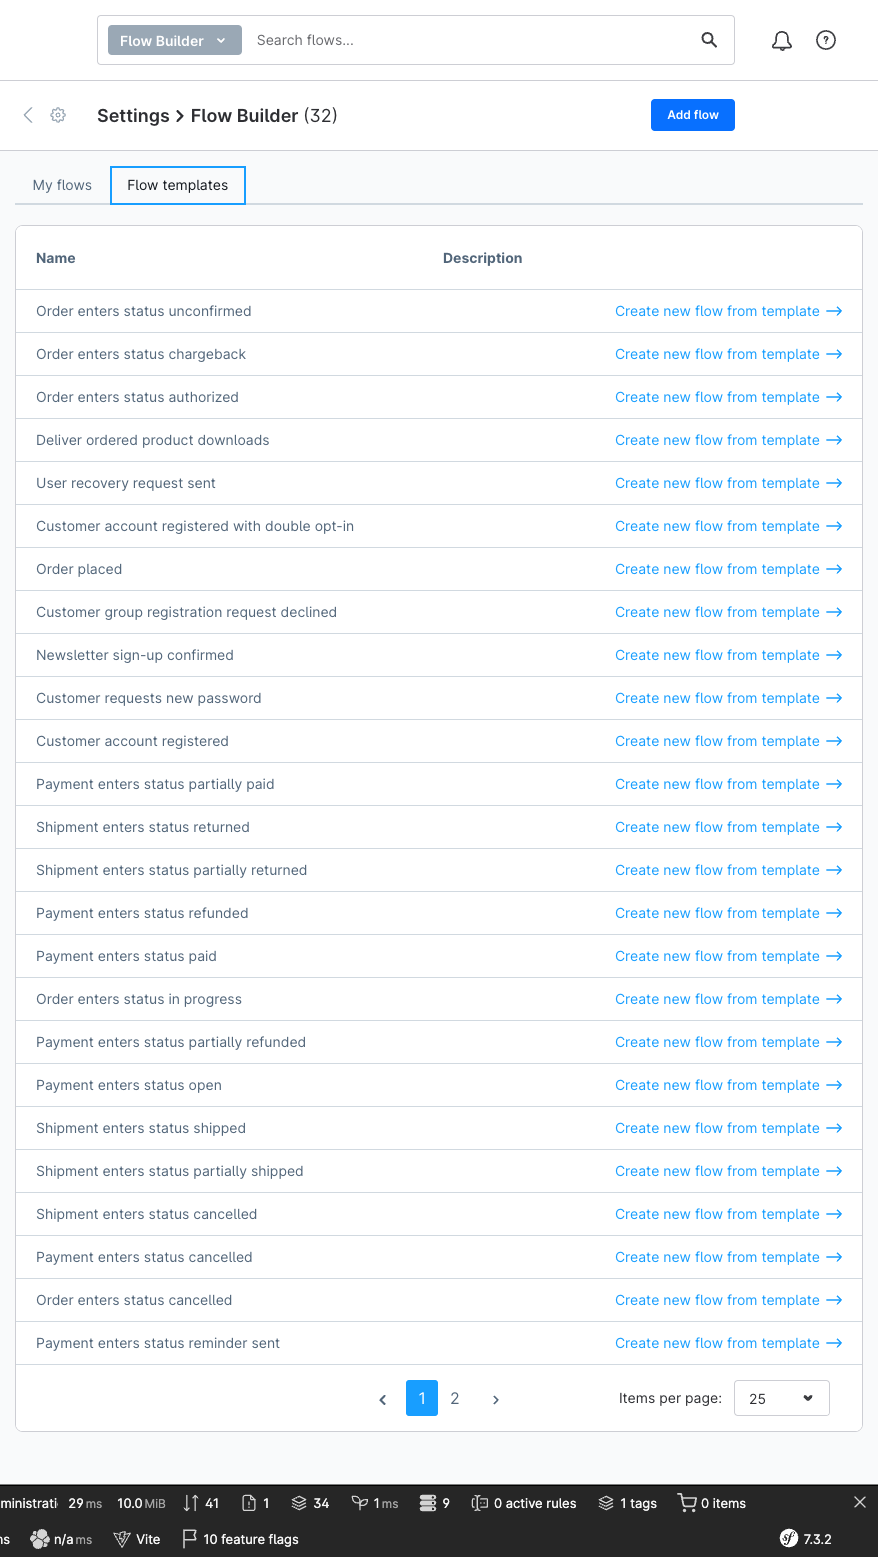 Flow Builder Search flows...
Settings > Flow Builder (32) Add flow
My flows Flow templates
Name Description
Order enters status unconfirmed Create new flow from template →
Order enters status chargeback Create new flow from template →
Order enters status authorized Create new flow from template →
Deliver ordered product downloads Create new flow from template →
User recovery request sent Create new flow from template →
Customer account registered with double opt-in Create new flow from template →
Order placed Create new flow from template →
Customer group registration request declined Create new flow from template →
Newsletter sign-up confirmed Create new flow from template →
Customer requests new password Create new flow from template →
Customer account registered Create new flow from template →
Payment enters status partially paid Create new flow from template →
Shipment enters status returned Create new flow from template →
Shipment enters status partially returned Create new flow from template →
Payment enters status refunded Create new flow from template →
Payment enters status paid Create new flow from template →
Order enters status in progress Create new flow from template →
Payment enters status partially refunded Create new flow from template →
Payment enters status open Create new flow from template →
Shipment enters status shipped Create new flow from template →
Shipment enters status partially shipped Create new flow from template →
Shipment enters status cancelled Create new flow from template →
Payment enters status cancelled Create new flow from template →
Order enters status cancelled Create new flow from template →
Payment enters status reminder sent Create new flow from template →
1 2 Items per page: 25
ministrati 29 ms 10.0 MiB 41 1 34 1 ms 9 0 active rules 1 tags 0 items
ns n/a ms Vite 10 feature flags sf 7.3.2